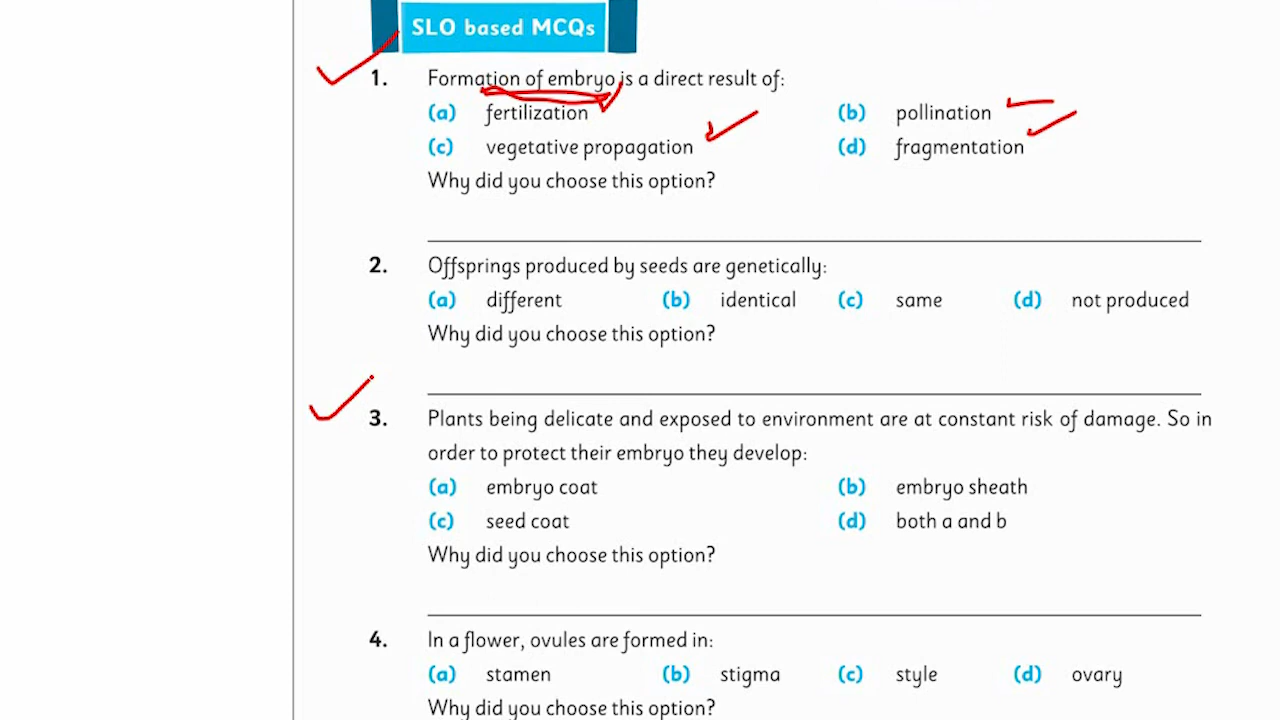 SLO based MCQs
1. Formation of embryo is a direct result of:
(a) fertilization (b) pollination
(c) vegetative propagation (d) fragmentation
Why did you choose this option?
2. Offsprings produced by seeds are genetically:
(a) different (b) identical (c) same (d) not produced
Why did you choose this option?
3. Plants being delicate and exposed to environment are at constant risk of damage. So in
order to protect their embryo they develop:
(a) embryo coat (b) embryo sheath
(c) seed coat (d) both a and b
Why did you choose this option?
4. In a flower, ovules are formed in:
(a) stamen (b) stigma (c) style (d) ovary
Why did you choose this option?